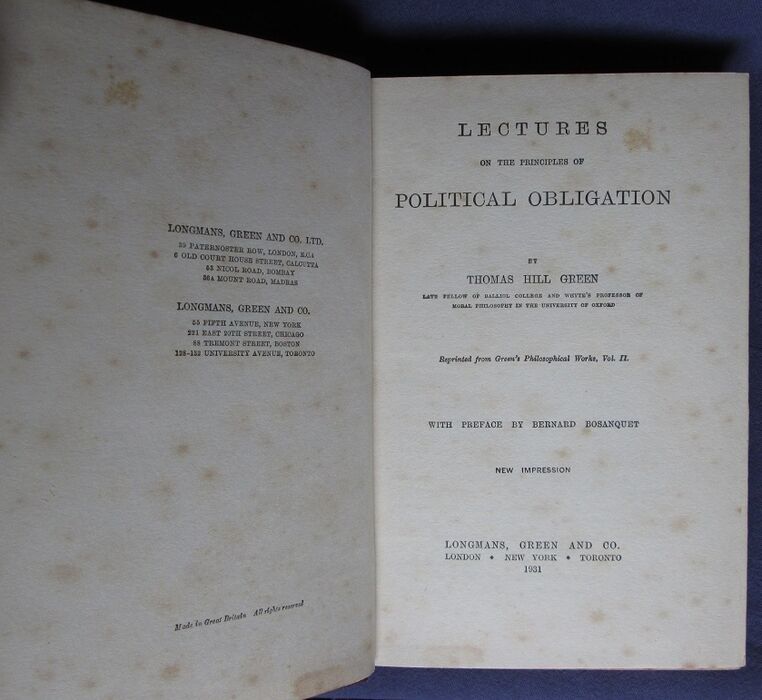 LONGMANS, GREEN AND CO. LTD.
39 PATERNOSTER ROW, LONDON, E.C.4
6 OLD COURT HOUSE STREET, CALCUTTA
53 NICOL ROAD, BOMBAY
36A MOUNT ROAD, MADRAS
LONGMANS, GREEN AND CO.
55 FIFTH AVENUE, NEW YORK
221 EAST 20TH STREET, CHICAGO
88 TREMONT STREET, BOSTON
128-132 UNIVERSITY AVENUE, TORONTO
Made in Great Britain All rights reserved
LECTURES
ON THE PRINCIPLES OF
POLITICAL OBLIGATION
BY
THOMAS HILL GREEN
LATE FELLOW OF BALLIOL COLLEGE AND WHYTE'S PROFESSOR OF
MORAL PHILOSOPHY IN THE UNIVERSITY OF OXFORD
Reprinted from Green's Philosophical Works, Vol. II.
WITH PREFACE BY BERNARD BOSANQUET
NEW IMPRESSION
LONGMANS, GREEN AND CO.
LONDON • NEW YORK • TORONTO
1931